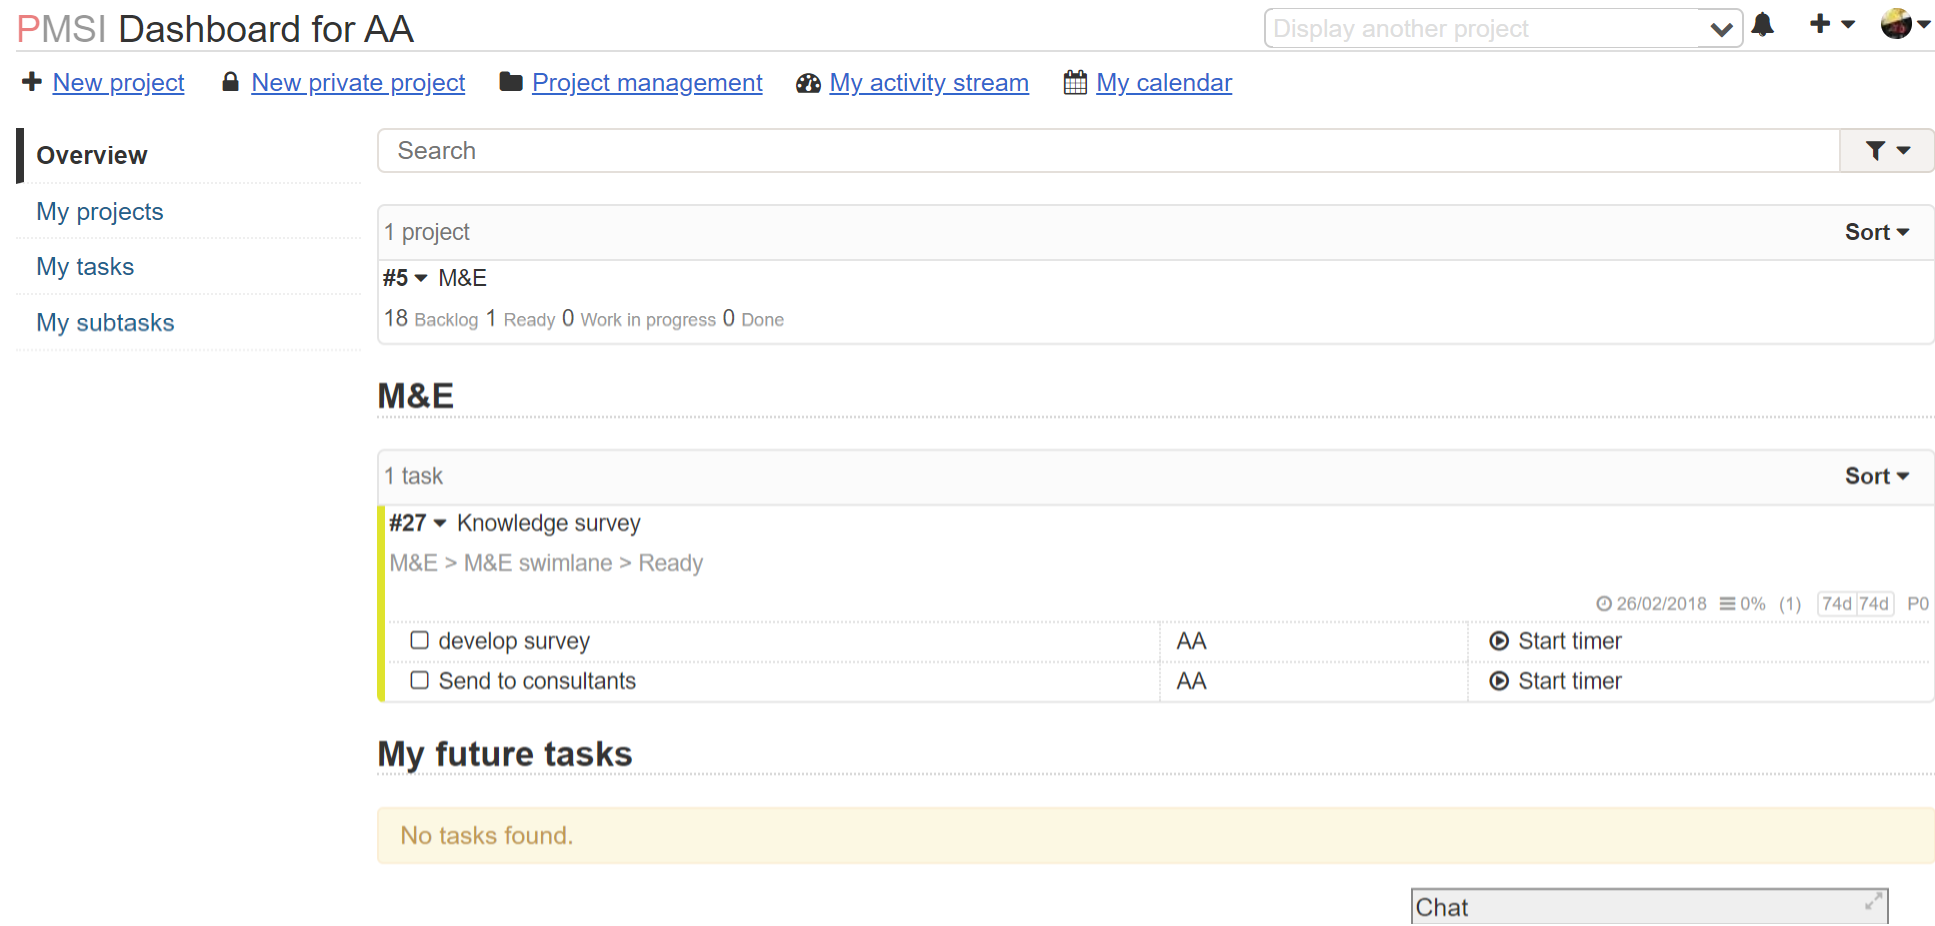 PMSI Dashboard for AA
Display another project
New project New private project Project management My activity stream My calendar
Overview
My projects
My tasks
My subtasks
Search
1 project Sort
#5 M&E
18 Backlog 1 Ready 0 Work in progress 0 Done
M&E
1 task Sort
#27 Knowledge survey
M&E > M&E swimlane > Ready
26/02/2018 0% (1) 74d 74d P0
develop survey AA Start timer
Send to consultants AA Start timer
My future tasks
No tasks found.
Chat